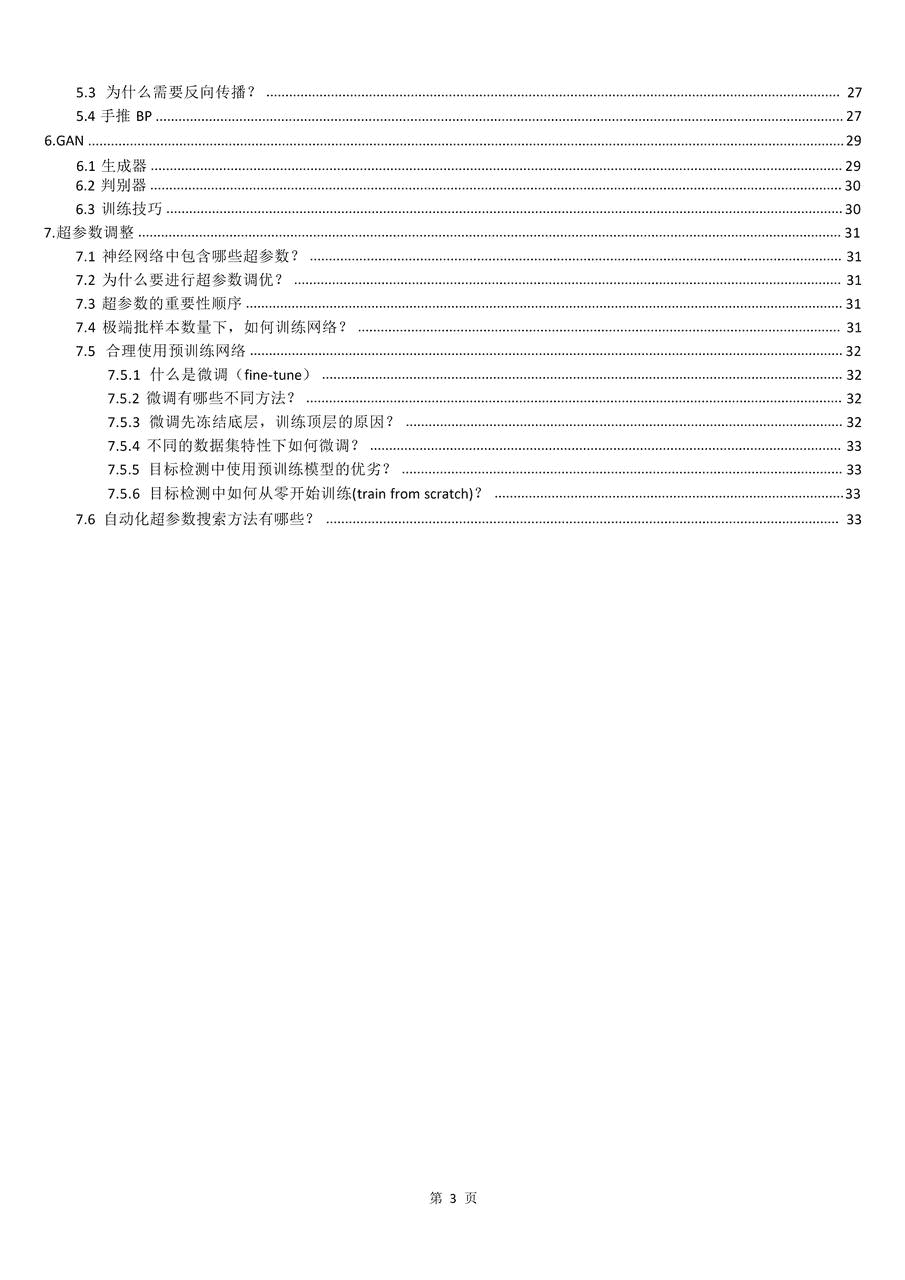 5.3 为什么需要反向传播? ........................................ 27
5.4 手推 BP ........................................ 27
6.GAN ........................................ 29
6.1 生成器 ........................................ 29
6.2 判别器 ........................................ 30
6.3 训练技巧 ........................................ 30
7.超参数调整 ........................................ 31
7.1 神经网络中包含哪些超参数? ........................................ 31
7.2 为什么要进行超参数调优? ........................................ 31
7.3 超参数的重要性顺序 ........................................ 31
7.4 极端批样本数量下，如何训练网络? ........................................ 31
7.5 合理使用预训练网络 ........................................ 32
7.5.1 什么是微调（fine-tune） ........................................ 32
7.5.2 微调有哪些不同方法? ........................................ 32
7.5.3 微调先冻结底层，训练顶层的原因? ........................................ 32
7.5.4 不同的数据集特性下如何微调? ........................................ 33
7.5.5 目标检测中使用预训练模型的优劣? ........................................ 33
7.5.6 目标检测中如何从零开始训练(train from scratch)? ........................................ 33
7.6 自动化超参数搜索方法有哪些? ........................................ 33
第 3 页